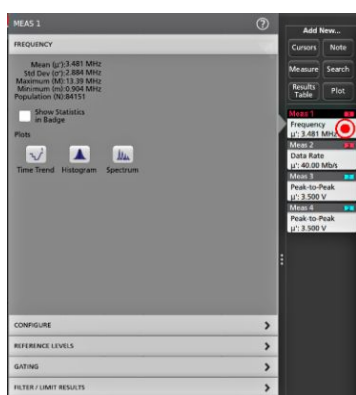 MEAS 1
?
FREQUENCY
Mean (μ'):3.481 MHz
Std Dev (σ'):2.884 MHz
Maximum (M):13.39 MHz
Minimum (m):0.904 MHz
Population (N):84151
Show Statistics
in Badge
Plots
Time Trend Histogram Spectrum
CONFIGURE
REFERENCE LEVELS
GATING
FILTER / LIMIT RESULTS
Add New...
Cursors Note
Measure Search
Results
Table
Plot
Meas 1
Frequency
μ': 3.481 MHz
Meas 2
Data Rate
μ': 40.00 Mb/s
Meas 3
Peak-to-Peak
μ': 3.500 V
Meas 4
Peak-to-Peak
μ': 3.500 V